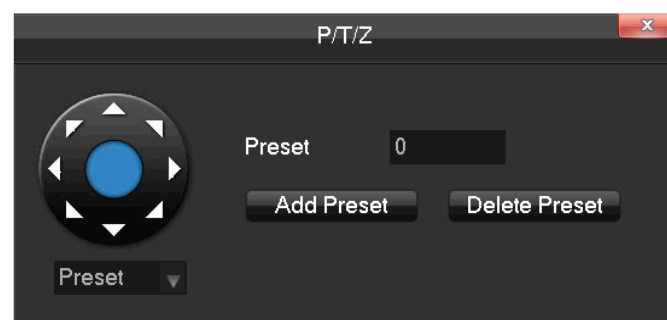 P/T/Z
x
Preset 0
Add Preset Delete Preset
Preset